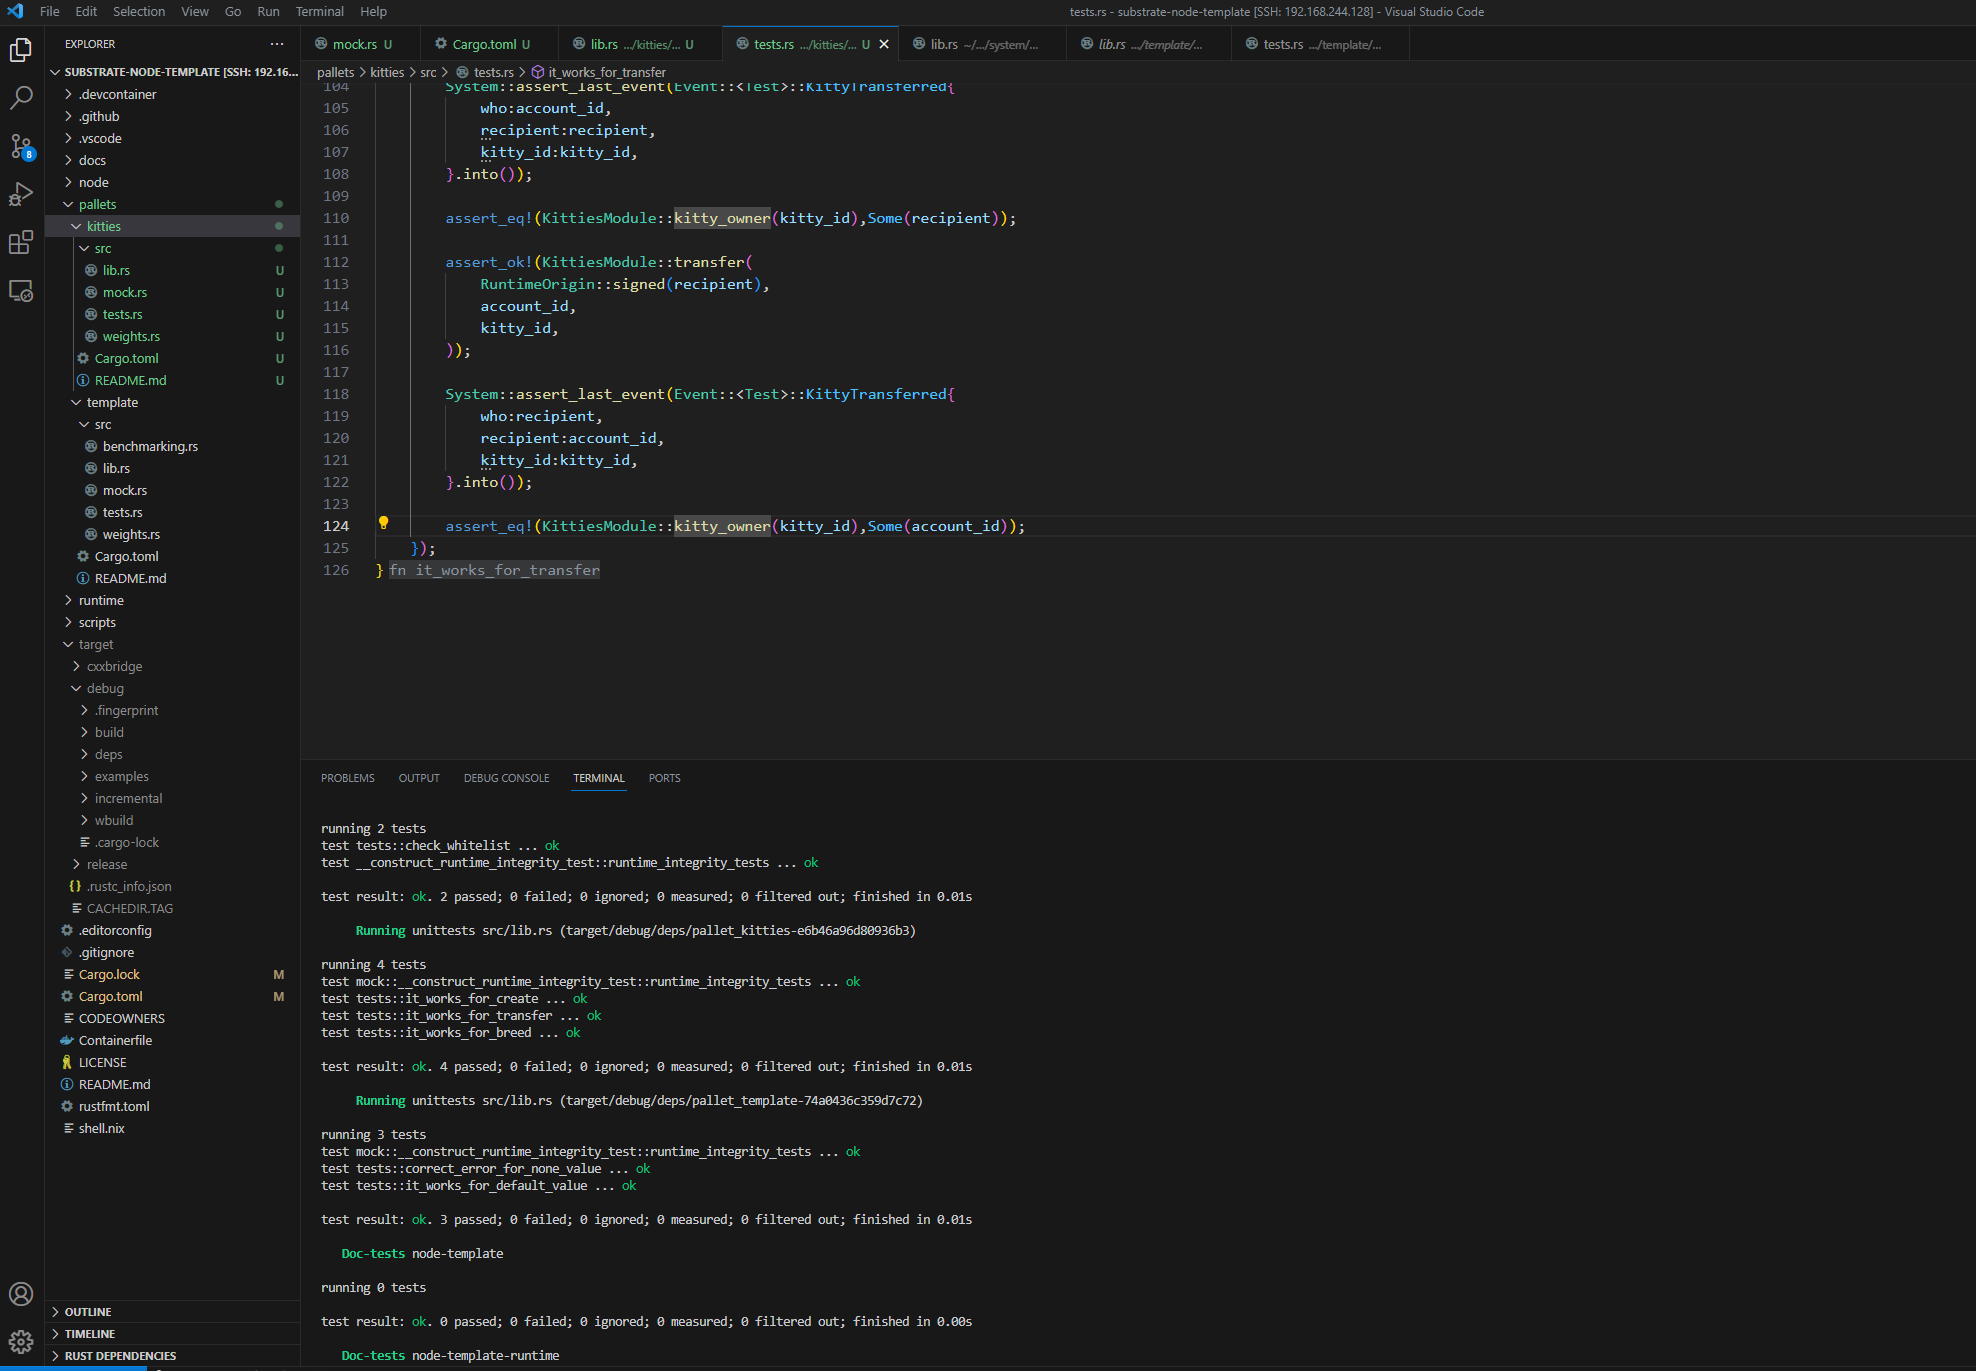 File Edit Selection View Go Run Terminal Help
tests.rs - substrate-node-template [SSH: 192.168.244.128] - Visual Studio Code
EXPLORER
mock.rs U
Cargo.toml U
lib.rs .../kitties/... U
tests.rs .../kitties/... U
lib.rs ~/.../system/...
lib.rs .../template/...
tests.rs .../template/...
pallets > kitties > src > tests.rs > it_works_for_transfer
SUBSTRATE-NODE-TEMPLATE [SSH: 192.16...
.devcontainer
.github
.vscode
docs
node
pallets
kitties
src
lib.rs U
mock.rs U
tests.rs U
weights.rs U
Cargo.toml U
README.md U
template
src
benchmarking.rs
lib.rs
mock.rs
tests.rs
weights.rs
Cargo.toml
README.md
runtime
scripts
target
cxxbridge
debug
.fingerprint
build
deps
examples
incremental
wbuild
.cargo-lock
release
.rustc_info.json
CACHEDIR.TAG
.editorconfig
.gitignore
Cargo.lock M
Cargo.toml M
CODEOWNERS
Containerfile
LICENSE
README.md
rustfmt.toml
shell.nix
OUTLINE
TIMELINE
RUST DEPENDENCIES
8
104 System::assert_last_event(Event::<Test>::KittyTransferred{
105 who:account_id,
106 recipient:recipient,
107 kitty_id:kitty_id,
108 }.into());
109
110 assert_eq!(KittiesModule::kitty_owner(kitty_id),Some(recipient));
111
112 assert_ok!(KittiesModule::transfer(
113 RuntimeOrigin::signed(recipient),
114 account_id,
115 kitty_id,
116 ));
117
118 System::assert_last_event(Event::<Test>::KittyTransferred{
119 who:recipient,
120 recipient:account_id,
121 kitty_id:kitty_id,
122 }.into());
123
124 assert_eq!(KittiesModule::kitty_owner(kitty_id),Some(account_id));
125 });
126 } fn it_works_for_transfer
PROBLEMS OUTPUT DEBUG CONSOLE TERMINAL PORTS
running 2 tests
test tests::check_whitelist ... ok
test __construct_runtime_integrity_test::runtime_integrity_tests ... ok
test result: ok. 2 passed; 0 failed; 0 ignored; 0 measured; 0 filtered out; finished in 0.01s
Running unittests src/lib.rs (target/debug/deps/pallet_kitties-e6b46a96d80936b3)
running 4 tests
test mock::__construct_runtime_integrity_test::runtime_integrity_tests ... ok
test tests::it_works_for_create ... ok
test tests::it_works_for_transfer ... ok
test tests::it_works_for_breed ... ok
test result: ok. 4 passed; 0 failed; 0 ignored; 0 measured; 0 filtered out; finished in 0.01s
Running unittests src/lib.rs (target/debug/deps/pallet_template-74a0436c359d7c72)
running 3 tests
test mock::__construct_runtime_integrity_test::runtime_integrity_tests ... ok
test tests::correct_error_for_none_value ... ok
test tests::it_works_for_default_value ... ok
test result: ok. 3 passed; 0 failed; 0 ignored; 0 measured; 0 filtered out; finished in 0.01s
Doc-tests node-template
running 0 tests
test result: ok. 0 passed; 0 failed; 0 ignored; 0 measured; 0 filtered out; finished in 0.00s
Doc-tests node-template-runtime